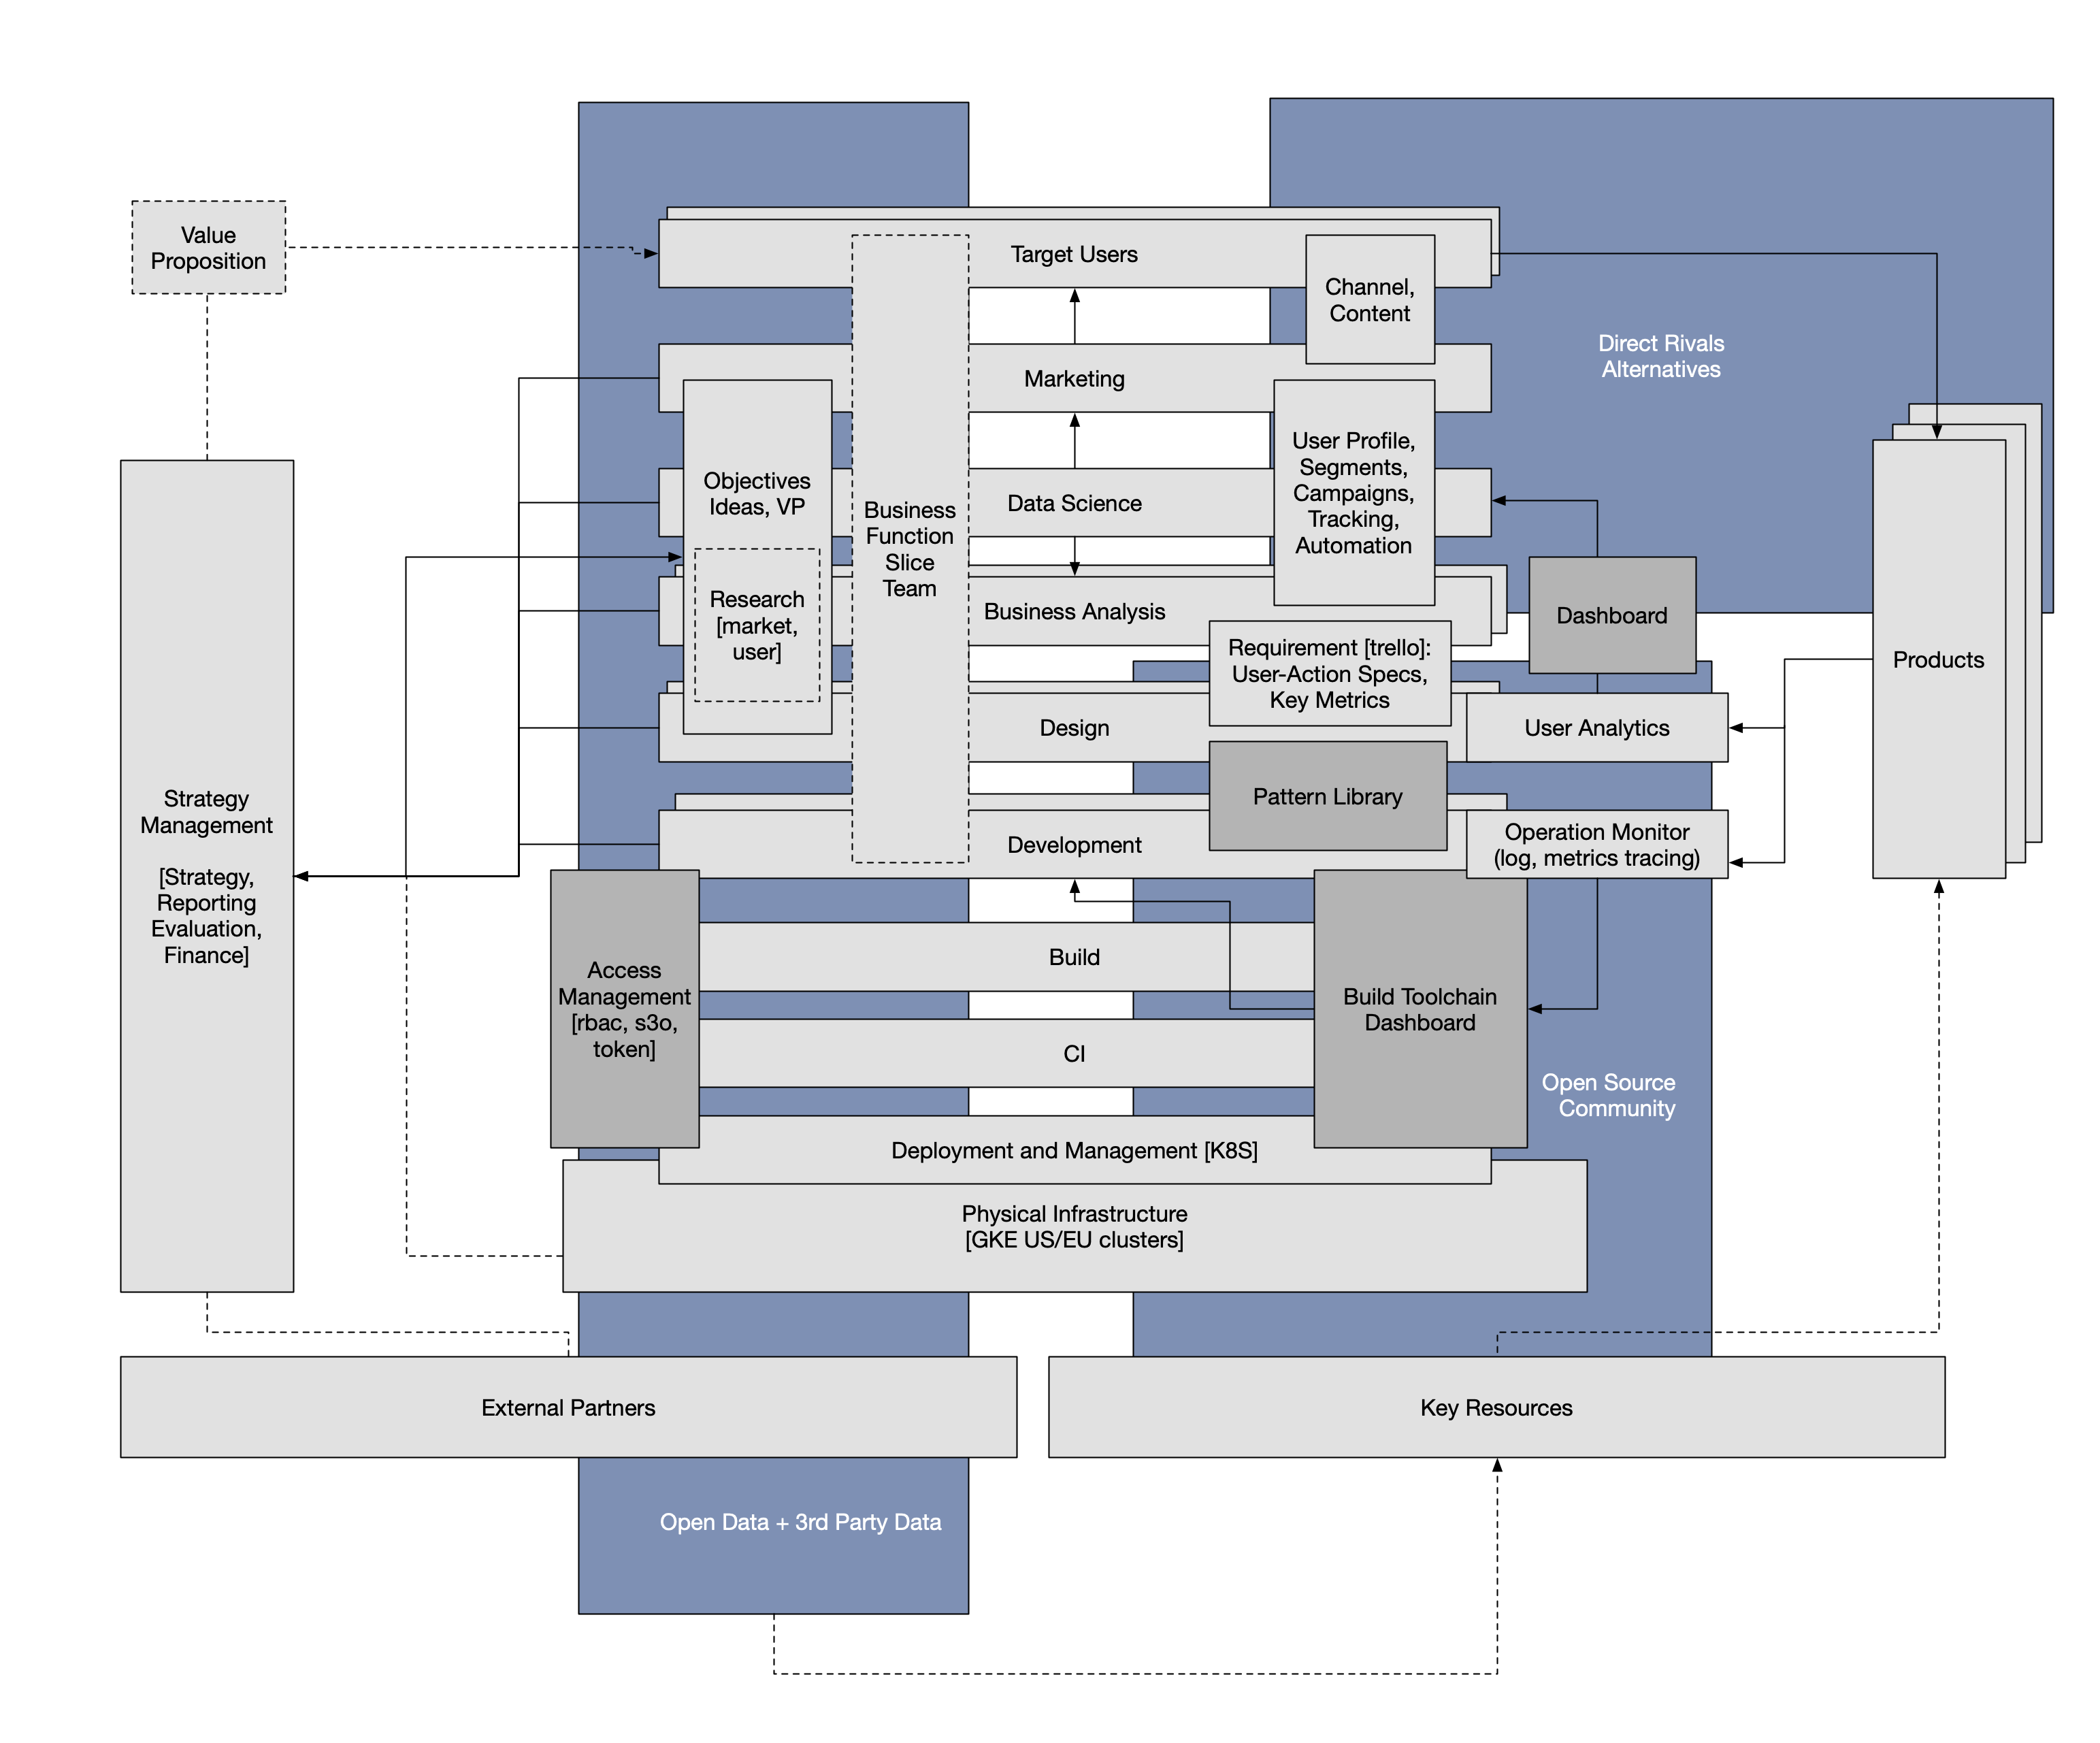 Value
Proposition
Target Users
Channel,
Content
Direct Rivals
Alternatives
Marketing
Objectives
Ideas, VP
Business
Function
Slice
Team
Data Science
User Profile,
Segments,
Campaigns,
Tracking,
Automation
Research
[market,
user]
Business Analysis
Dashboard
Requirement [trello]:
User-Action Specs,
Key Metrics
Products
Design
User Analytics
Pattern Library
Strategy
Management
[Strategy,
Reporting
Evaluation,
Finance]
Development
Operation Monitor
(log, metrics tracing)
Access
Management
[rbac, s3o,
token]
Build
Build Toolchain
Dashboard
CI
Open Source
Community
Deployment and Management [K8S]
Physical Infrastructure
[GKE US/EU clusters]
External Partners
Key Resources
Open Data + 3rd Party Data